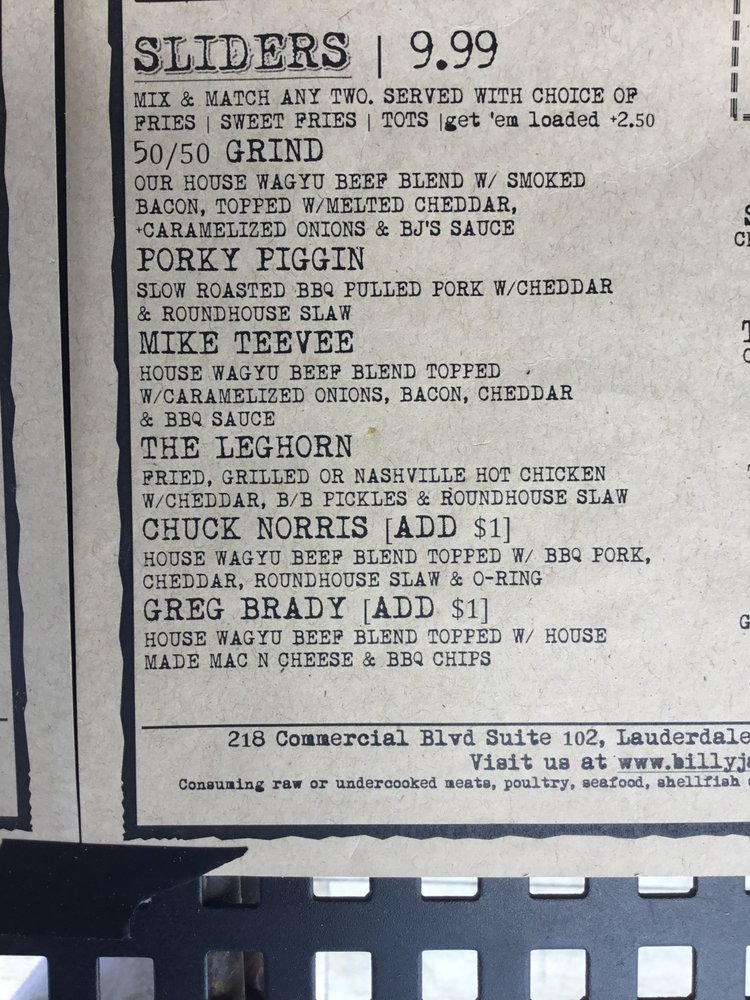 SLIDERS | 9.99
MIX & MATCH ANY TWO. SERVED WITH CHOICE OF
FRIES | SWEET FRIES | TOTS |get 'em loaded +2.50
50/50 GRIND
OUR HOUSE WAGYU BEEF BLEND W/ SMOKED
BACON, TOPPED W/MELTED CHEDDAR,
+CARAMELIZED ONIONS & BJ'S SAUCE
PORKY PIGGIN
SLOW ROASTED BBQ PULLED PORK W/CHEDDAR
& ROUNDHOUSE SLAW
MIKE TEEVEE
HOUSE WAGYU BEEF BLEND TOPPED
W/CARAMELIZED ONIONS, BACON, CHEDDAR
& BBQ SAUCE
THE LEGHORN
FRIED, GRILLED OR NASHVILLE HOT CHICKEN
W/CHEDDAR, B/B PICKLES & ROUNDHOUSE SLAW
CHUCK NORRIS [ADD $1]
HOUSE WAGYU BEEF BLEND TOPPED W/ BBQ PORK,
CHEDDAR, ROUNDHOUSE SLAW & O-RING
GREG BRADY [ADD $1]
HOUSE WAGYU BEEF BLEND TOPPED W/ HOUSE
MADE MAC N CHEESE & BBQ CHIPS
218 Commercial Blvd Suite 102, Lauderdale
Visit us at www.billyj
Consuming raw or undercooked meats, poultry, seafood, shellfish